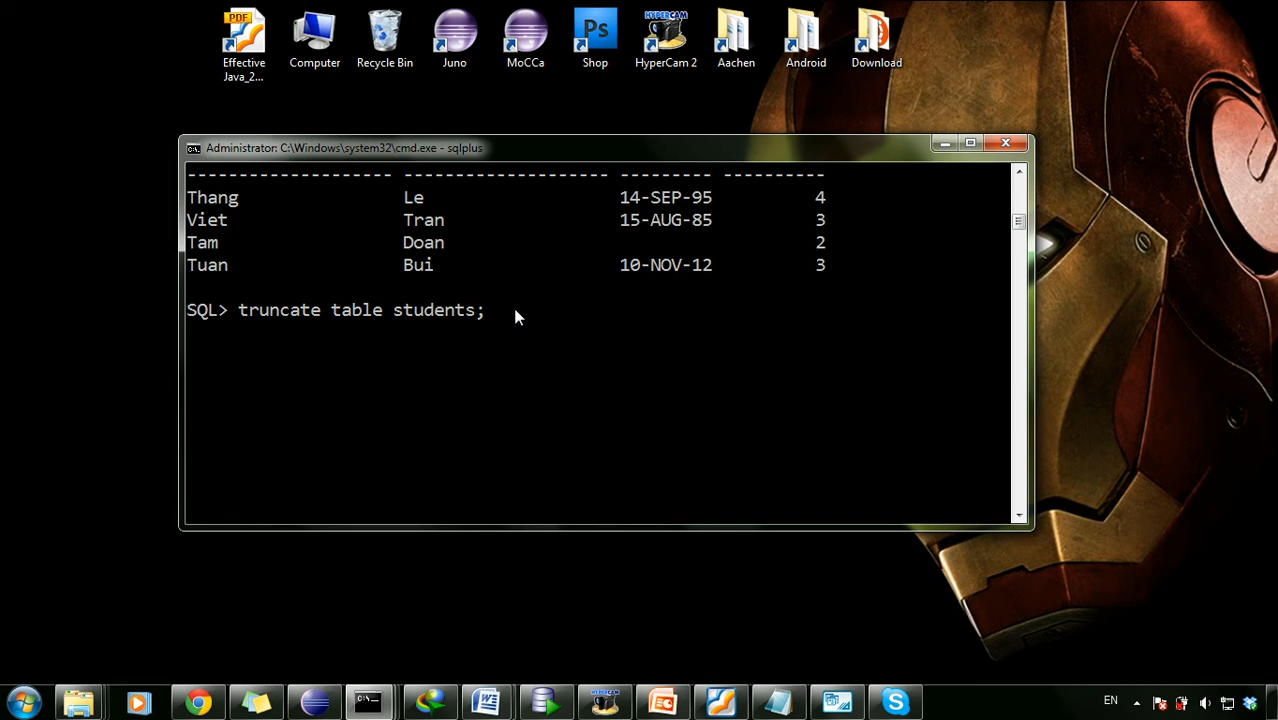 PDF
Ps
HYPERCAM
Effective
Java_2...
Computer
Recycle Bin
Juno
MoCCa
Shop
HyperCam 2
Aachen
Android
Download
Administrator: C:\Windows\system32\cmd.exe - sqlplus
-------------------- -------------------- --------- ----------
Thang Le 14-SEP-95 4
Viet Tran 15-AUG-85 3
Tam Doan 2
Tuan Bui 10-NOV-12 3
SQL> truncate table students;
C:\.
HYPERCAM
EN